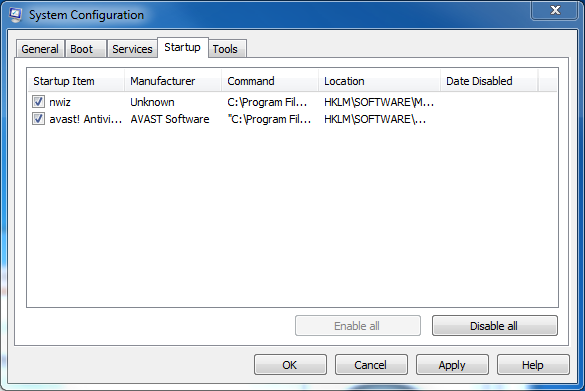 System Configuration
General Boot Services Startup Tools
Startup Item Manufacturer Command Location Date Disabled
nwiz Unknown C:\Program Fil... HKLM\SOFTWARE\M...
avast! Antivi... AVAST Software "C:\Program Fil... HKLM\SOFTWARE\...
Enable all Disable all
OK Cancel Apply Help